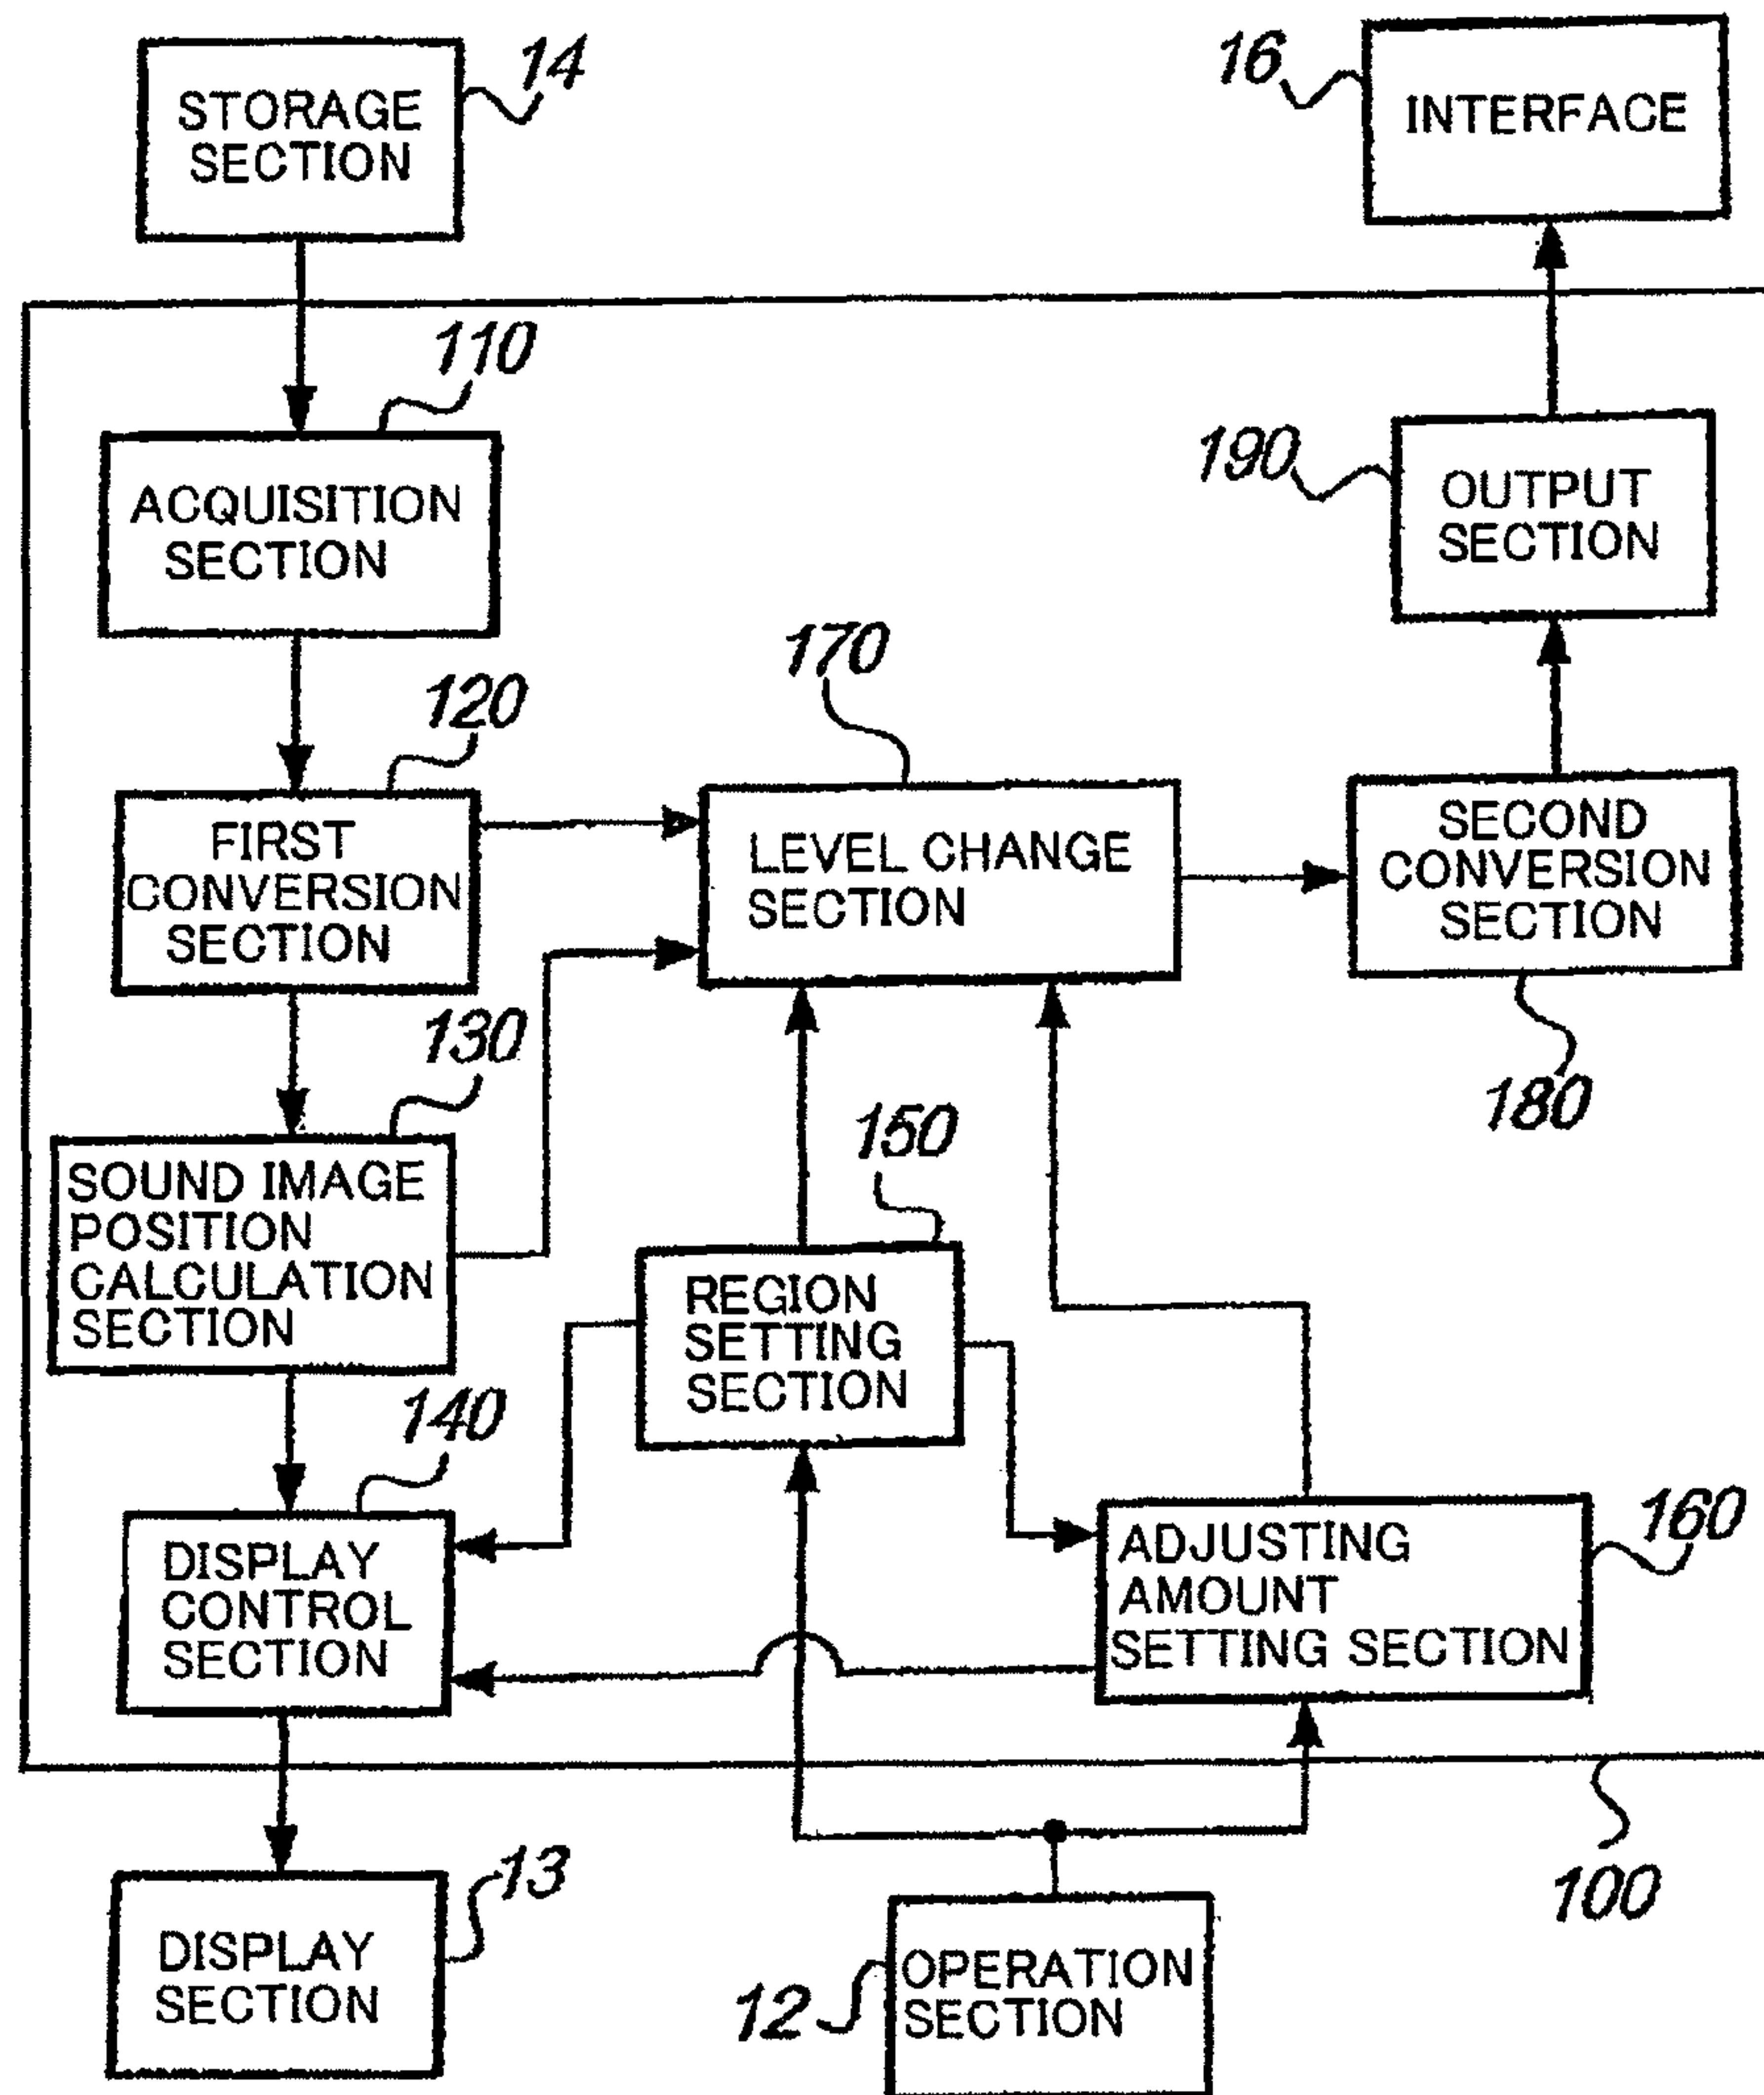 STORAGE
SECTION
14
16
INTERFACE
110
ACQUISITION
SECTION
190
OUTPUT
SECTION
120
FIRST
CONVERSION
SECTION
170
LEVEL CHANGE
SECTION
SECOND
CONVERSION
SECTION
180
130
SOUND IMAGE
POSITION
CALCULATION
SECTION
150
REGION
SETTING
SECTION
140
DISPLAY
CONTROL
SECTION
160
ADJUSTING
AMOUNT
SETTING SECTION
100
13
DISPLAY
SECTION
12
OPERATION
SECTION